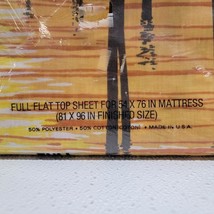 FULL FLAT TOP SHEET FOR 54 X 76 IN MATTRESS
(81 X 96 IN FINISHED SIZE)
50% POLYESTER • 50% COTTON • MADE IN U.S.A.